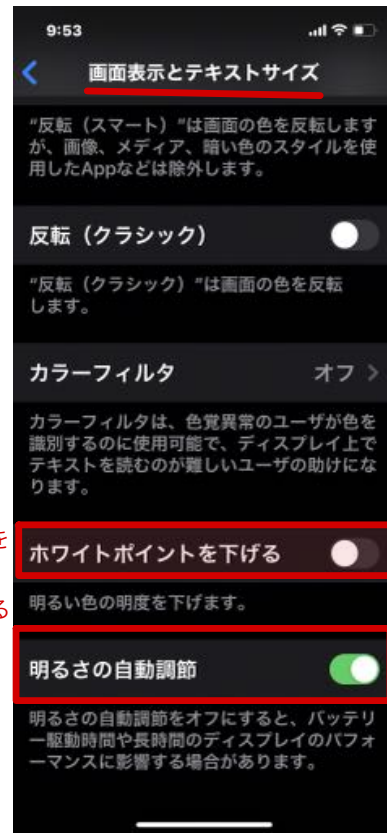 9:53
画面表示とテキストサイズ
“反転（スマート）”は画面の色を反転します
が、画像、メディア、暗い色のスタイルを使
用したAppなどは除外します。
反転（クラシック）
“反転（クラシック）”は画面の色を反転
します。
カラーフィルタ
オフ
カラーフィルタは、色覚異常のユーザが色を
識別するのに使用可能で、ディスプレイ上で
テキストを読むのが難しいユーザの助けにな
ります。
を
ホワイトポイントを下げる
る
明るい色の明度を下げます。
明るさの自動調節
明るさの自動調節をオフにすると、バッテリ
ー駆動時間や長時間のディスプレイのパフォ
ーマンスに影響する場合があります。